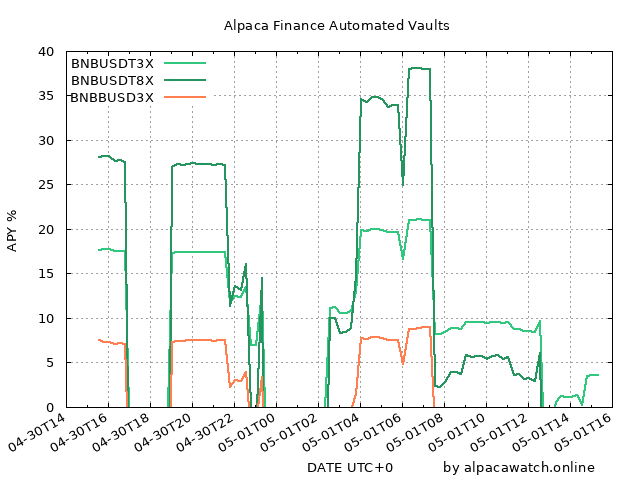 Alpaca Finance Automated Vaults
BNBUSDT3X
BNBUSDT8X
BNBBUSD3X
APY %
40
35
30
25
20
15
10
5
0
04-30T14
04-30T16
04-30T18
04-30T20
04-30T22
05-01T00
05-01T02
05-01T04
05-01T06
05-01T08
05-01T10
05-01T12
05-01T14
05-01T16
DATE UTC+0
by alpacawatch.online